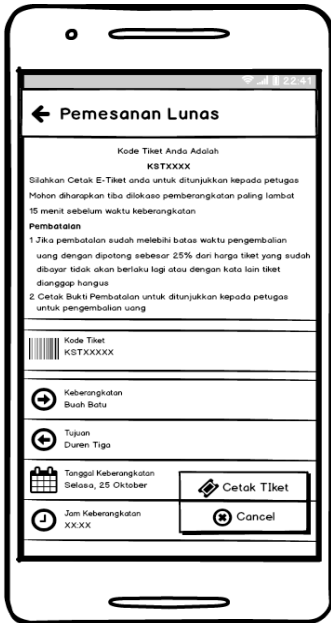 22.41
Pemesanan Lunas
Kode Tiket Anda Adalah
KSTXXXX
Silahkan Cetak E-Tiket anda untuk ditunjukkan kepada petugas
Mohon diharapkan tiba dilokaso pemberangkatan paling lambat
15 menit sebelum waktu keberangkatan
Pembatalan
1 Jika pembatalan sudah melebihi batas waktu pengembalian
uang dengan dipotong sebesar 25% dari harga tiket yang sudah
dibayar tidak akan berlaku lagi atau dengan kata lain tiket
dianggap hangus
2 Cetak Bukti Pembatalan untuk ditunjukkan kepada petugas
untuk pengembalian uang
Kode Tiket
KSTXXXXX
Keberangkatan
Buah Batu
Tujuan
Duren Tiga
Tanggal Keberangkatan
Selasa, 25 Oktober
Cetak TIket
Jam Keberangkatan
XX:XX
Cancel